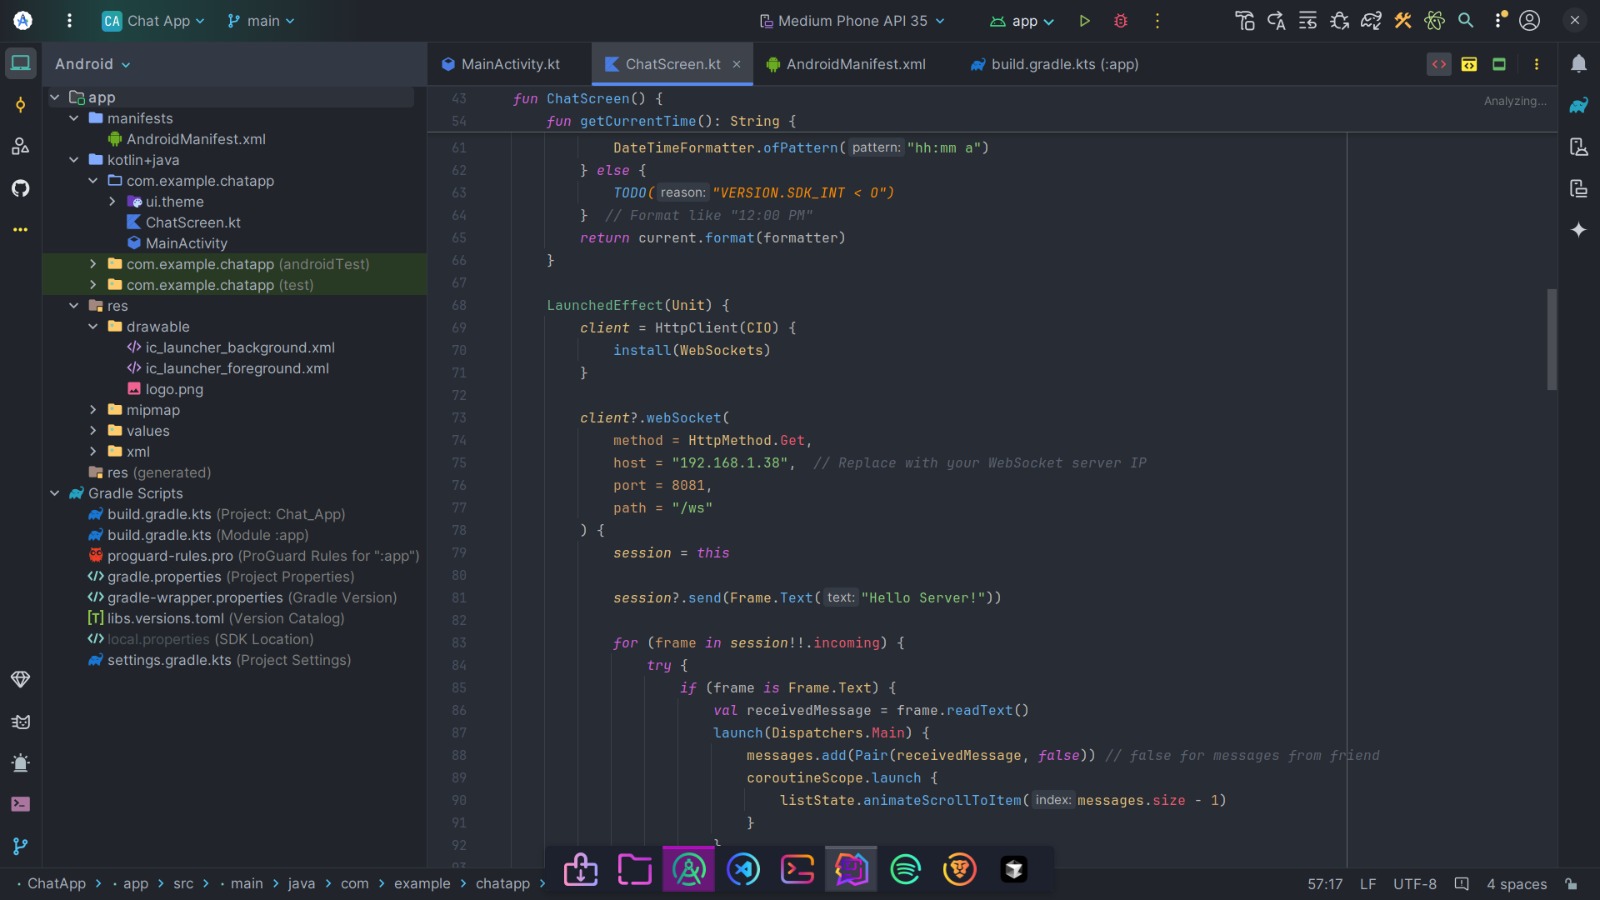 CA Chat App main Medium Phone API 35 app
Android
MainActivity.kt ChatScreen.kt AndroidManifest.xml build.gradle.kts (:app)
app
manifests
AndroidManifest.xml
kotlin+java
com.example.chatapp
ui.theme
ChatScreen.kt
MainActivity
com.example.chatapp (androidTest)
com.example.chatapp (test)
res
drawable
ic_launcher_background.xml
ic_launcher_foreground.xml
logo.png
mipmap
values
xml
res (generated)
Gradle Scripts
build.gradle.kts (Project: Chat_App)
build.gradle.kts (Module :app)
proguard-rules.pro (ProGuard Rules for ":app")
gradle.properties (Project Properties)
gradle-wrapper.properties (Gradle Version)
libs.versions.toml (Version Catalog)
local.properties (SDK Location)
settings.gradle.kts (Project Settings)
Analyzing...
43 fun ChatScreen() {
54 fun getCurrentTime(): String {
61 DateTimeFormatter.ofPattern( pattern: "hh:mm a")
62 } else {
63 TODO( reason: "VERSION.SDK_INT < O")
64 } // Format like "12:00 PM"
65 return current.format(formatter)
66 }
67
68 LaunchedEffect(Unit) {
69 client = HttpClient(CIO) {
70 install(WebSockets)
71 }
72
73 client?.webSocket(
74 method = HttpMethod.Get,
75 host = "192.168.1.38", // Replace with your WebSocket server IP
76 port = 8081,
77 path = "/ws"
78 ) {
79 session = this
80
81 session?.send(Frame.Text( text: "Hello Server!"))
82
83 for (frame in session!!.incoming) {
84 try {
85 if (frame is Frame.Text) {
86 val receivedMessage = frame.readText()
87 launch(Dispatchers.Main) {
88 messages.add(Pair(receivedMessage, false)) // false for messages from friend
89 coroutineScope.launch {
90 listState.animateScrollToItem( index: messages.size - 1)
91 }
92 }
93
ChatApp > app > src > main > java > com > example > chatapp > 57:17 LF UTF-8 4 spaces